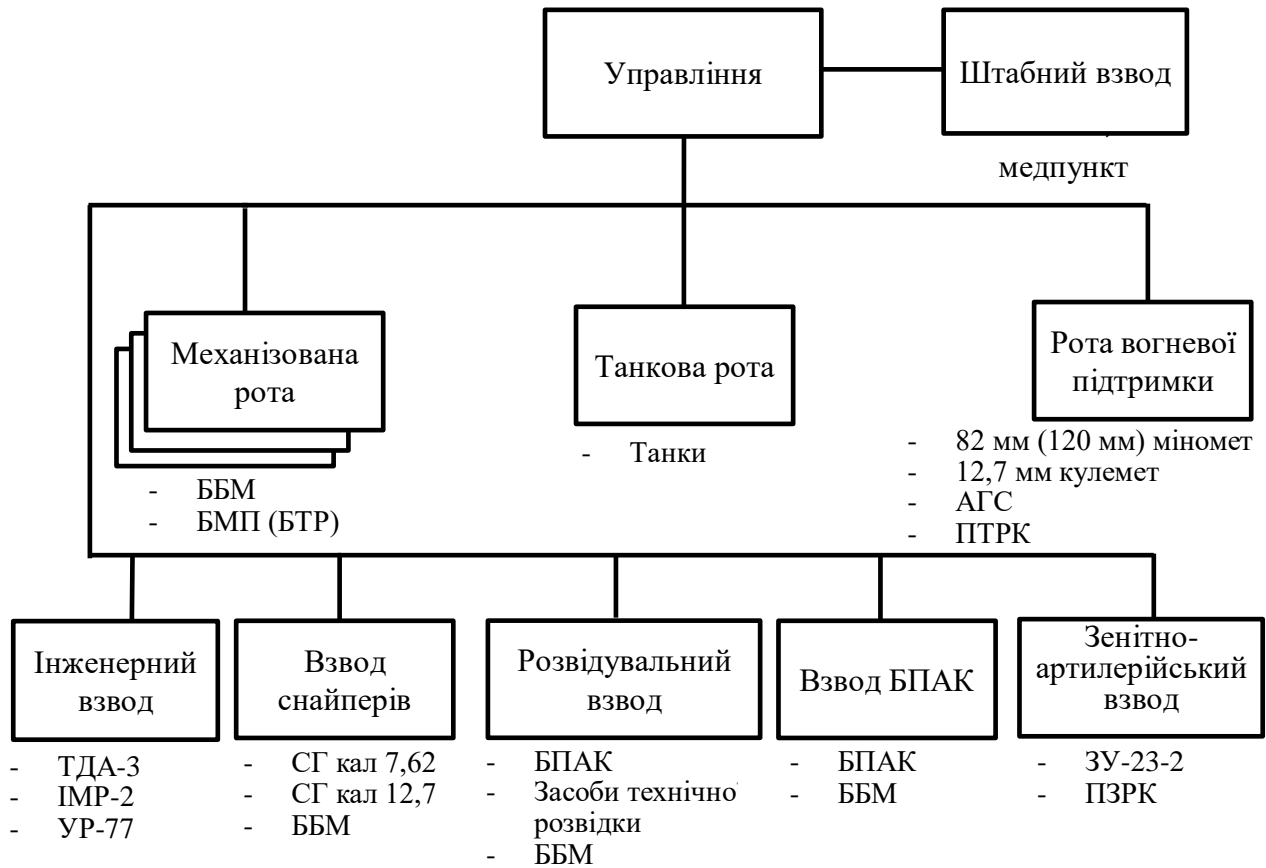 Управління
Штабний взвод
медпункт
Механізована
рота
- ББМ
- БМП (БТР)
Танкова рота
- Танки
Рота вогневої
підтримки
- 82 мм (120 мм) міномет
- 12,7 мм кулемет
- АГС
- ПТРК
Інженерний
взвод
- ТДА-3
- ІМР-2
- УР-77
Взвод
снайперів
- СГ кал 7,62
- СГ кал 12,7
- ББМ
Розвідувальний
взвод
- БПАК
- Засоби технічно
розвідки
- ББМ
Взвод БПАК
- БПАК
- ББМ
Зенітно-
артилерійський
взвод
- ЗУ-23-2
- ПЗРК